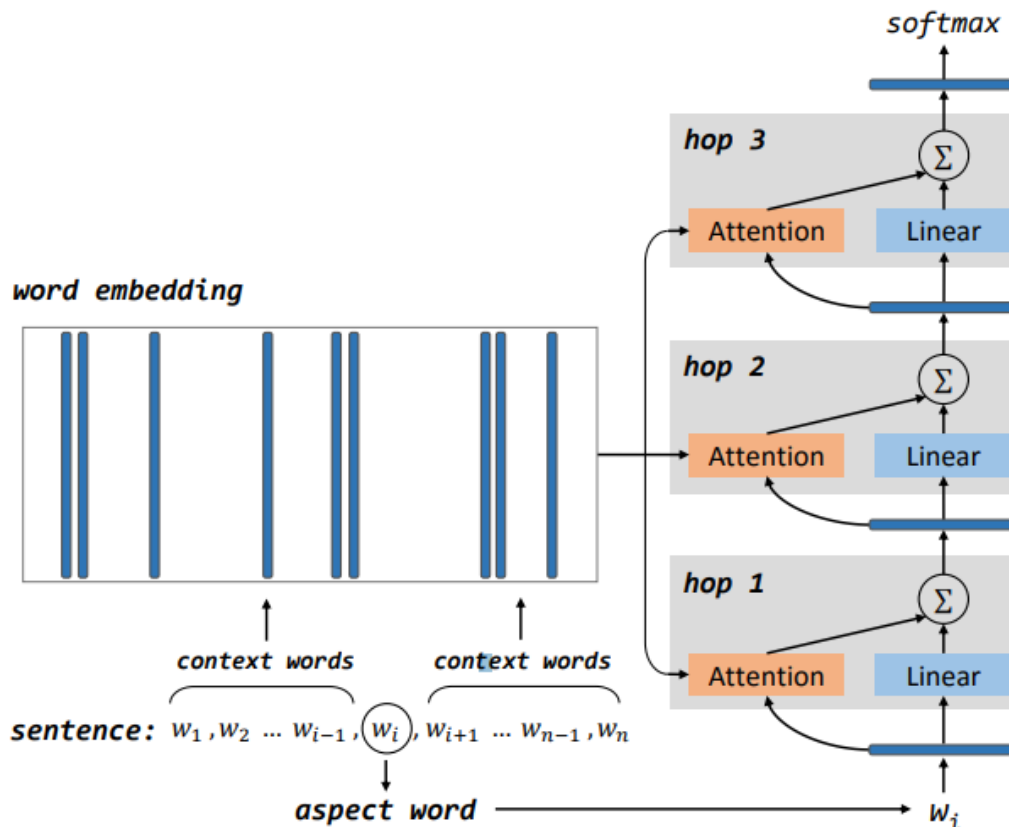 softmax
hop 3
Σ
Attention
Linear
word embedding
hop 2
Σ
Attention
Linear
hop 1
Σ
context words
context words
Attention
Linear
sentence: w₁ , w₂ … wᵢ₋₁ , wᵢ , wᵢ₊₁ … wₙ₋₁ , wₙ
aspect word
wᵢ